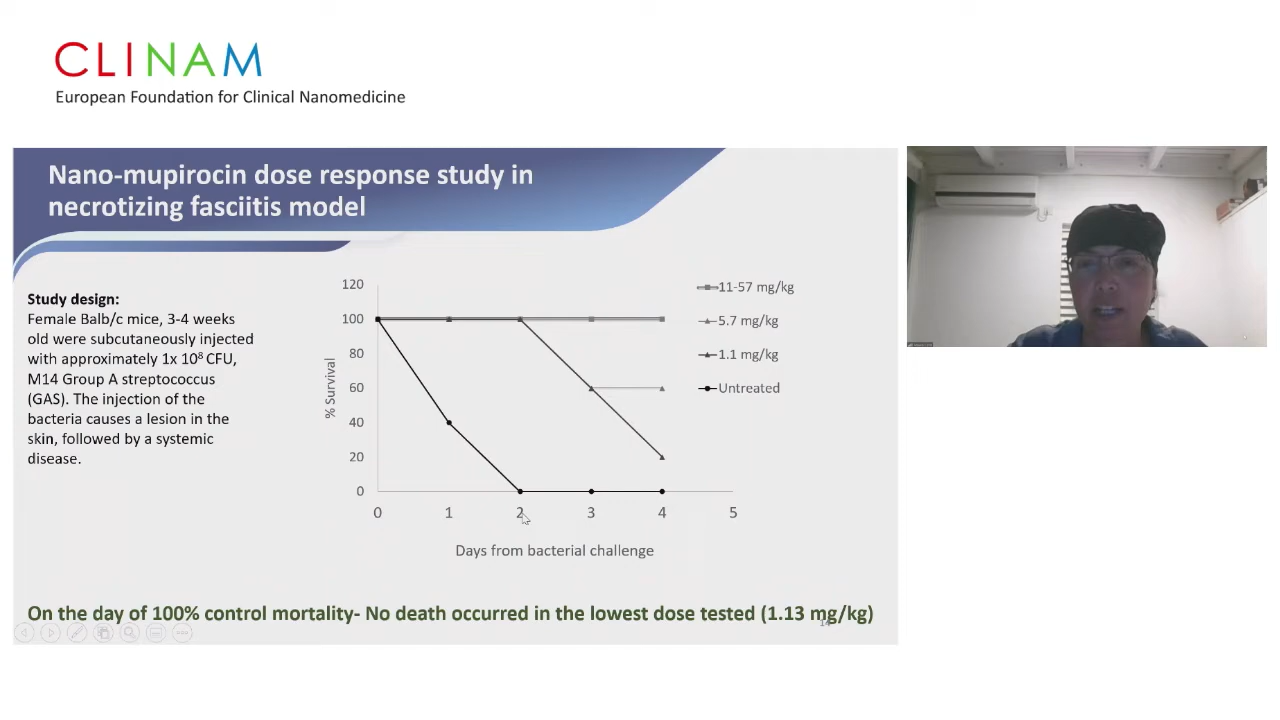 CLINAM
European Foundation for Clinical Nanomedicine
Nano-mupirocin dose response study in
necrotizing fasciitis model
Study design:
Female Balb/c mice, 3-4 weeks
old were subcutaneously injected
with approximately 1x 10⁸ CFU,
M14 Group A streptococcus
(GAS). The injection of the
bacteria causes a lesion in the
skin, followed by a systemic
disease.
% Survival
120
100
80
60
40
20
0
0 1 2 3 4 5
Days from bacterial challenge
11-57 mg/kg
5.7 mg/kg
1.1 mg/kg
Untreated
On the day of 100% control mortality- No death occurred in the lowest dose tested (1.13 mg/kg)
14